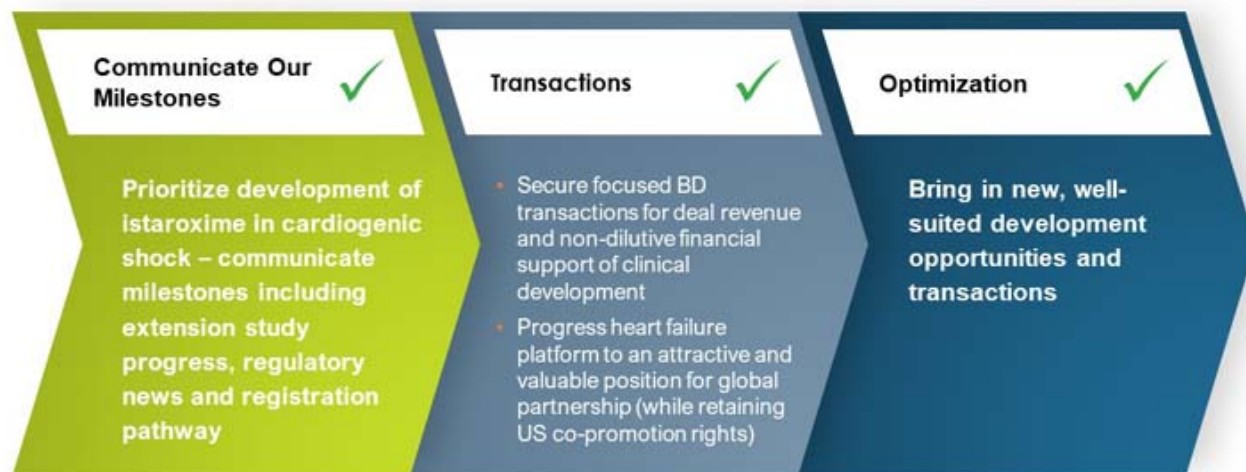 Communicate Our
Milestones
Prioritize development of
istaroxime in cardiogenic
shock – communicate
milestones including
extension study
progress, regulatory
news and registration
pathway
Transactions
• Secure focused BD
transactions for deal revenue
and non-dilutive financial
support of clinical
development
• Progress heart failure
platform to an attractive and
valuable position for global
partnership (while retaining
US co-promotion rights)
Optimization
Bring in new, well-
suited development
opportunities and
transactions